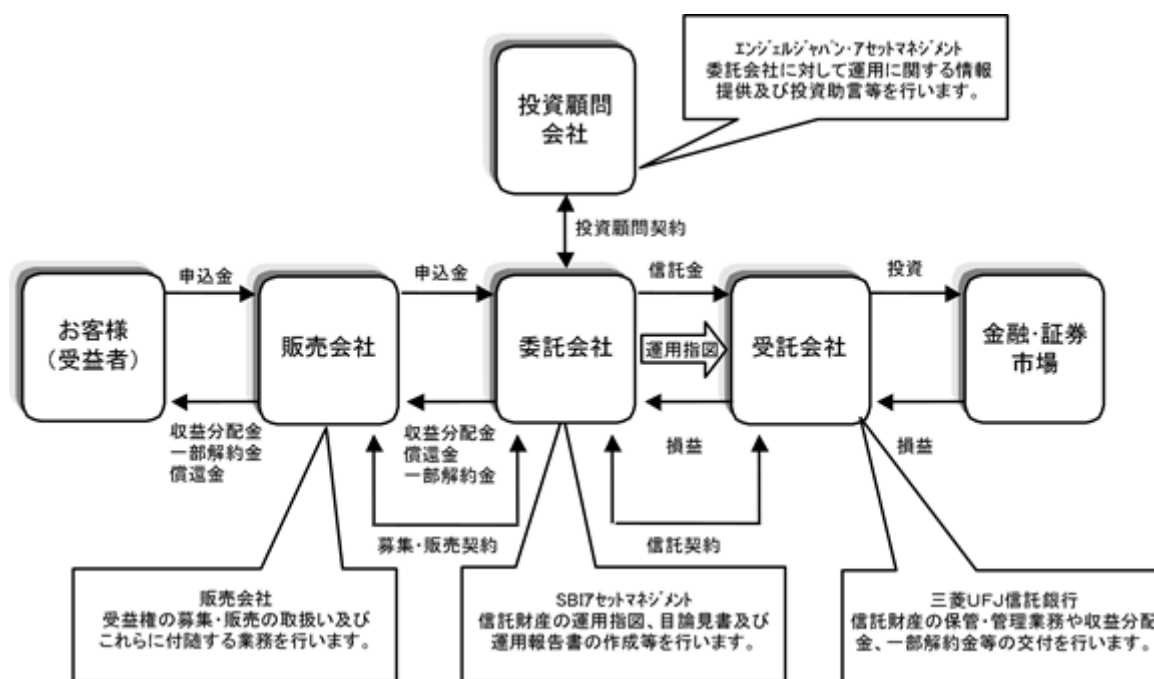 エンジェルジャパン・アセットマネジメント
委託会社に対して運用に関する情報
提供及び投資助言等を行います。
投資顧問
会社
投資顧問契約
申込金
申込金
信託金
投資
お客様
（受益者）
販売会社
委託会社
運用指図
受託会社
金融・証券
市場
収益分配金
一部解約金
償還金
収益分配金
償還金
一部解約金
損益
損益
募集・販売契約
信託契約
販売会社
受益権の募集・販売の取扱い及び
これらに付随する業務を行います。
SBIアセットマネジメント
信託財産の運用指図、目論見書及び
運用報告書の作成等を行います。
三菱UFJ信託銀行
信託財産の保管・管理業務や収益分配
金、一部解約金等の交付を行います。